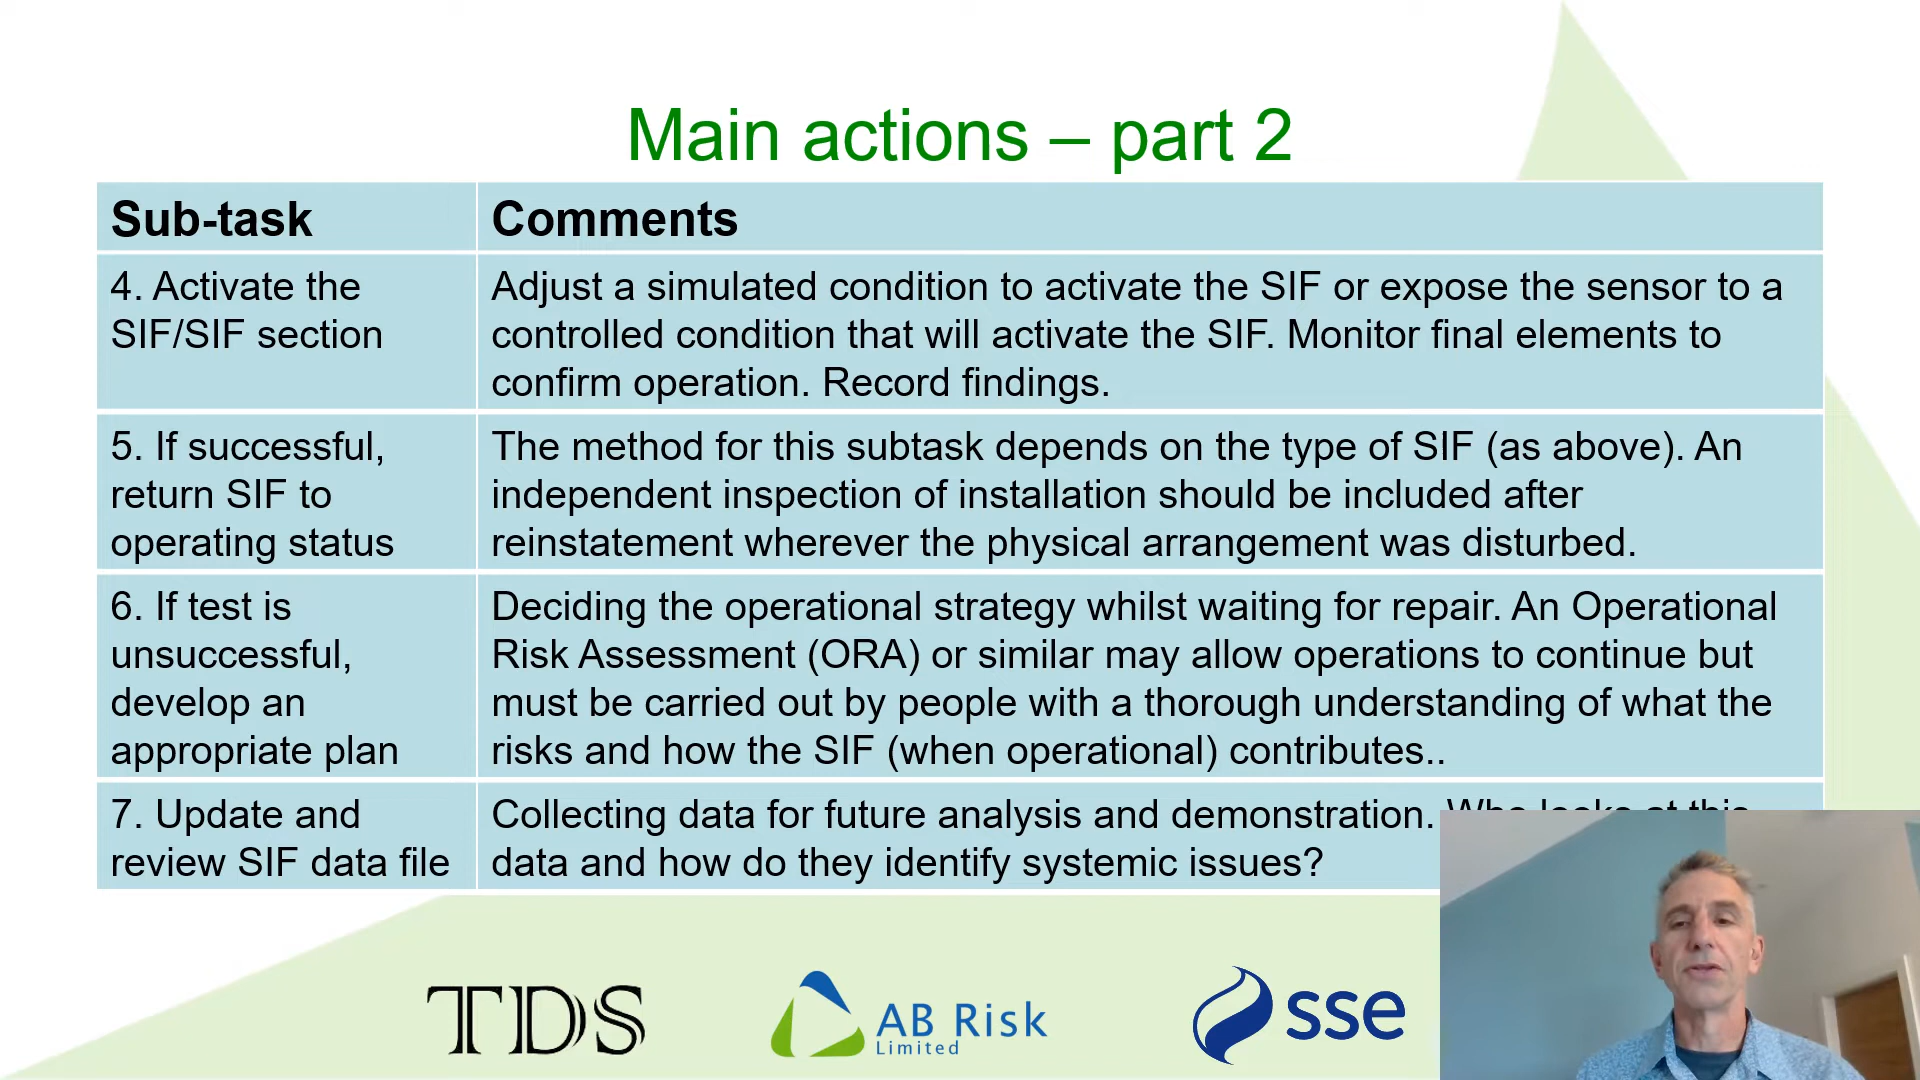 Main actions – part 2
Sub-task
Comments
4. Activate the
SIF/SIF section
Adjust a simulated condition to activate the SIF or expose the sensor to a
controlled condition that will activate the SIF. Monitor final elements to
confirm operation. Record findings.
5. If successful,
return SIF to
operating status
The method for this subtask depends on the type of SIF (as above). An
independent inspection of installation should be included after
reinstatement wherever the physical arrangement was disturbed.
6. If test is
unsuccessful,
develop an
appropriate plan
Deciding the operational strategy whilst waiting for repair. An Operational
Risk Assessment (ORA) or similar may allow operations to continue but
must be carried out by people with a thorough understanding of what the
risks and how the SIF (when operational) contributes..
7. Update and
review SIF data file
Collecting data for future analysis and demonstration. Who looks at this
data and how do they identify systemic issues?
TDS
AB Risk
Limited
sse